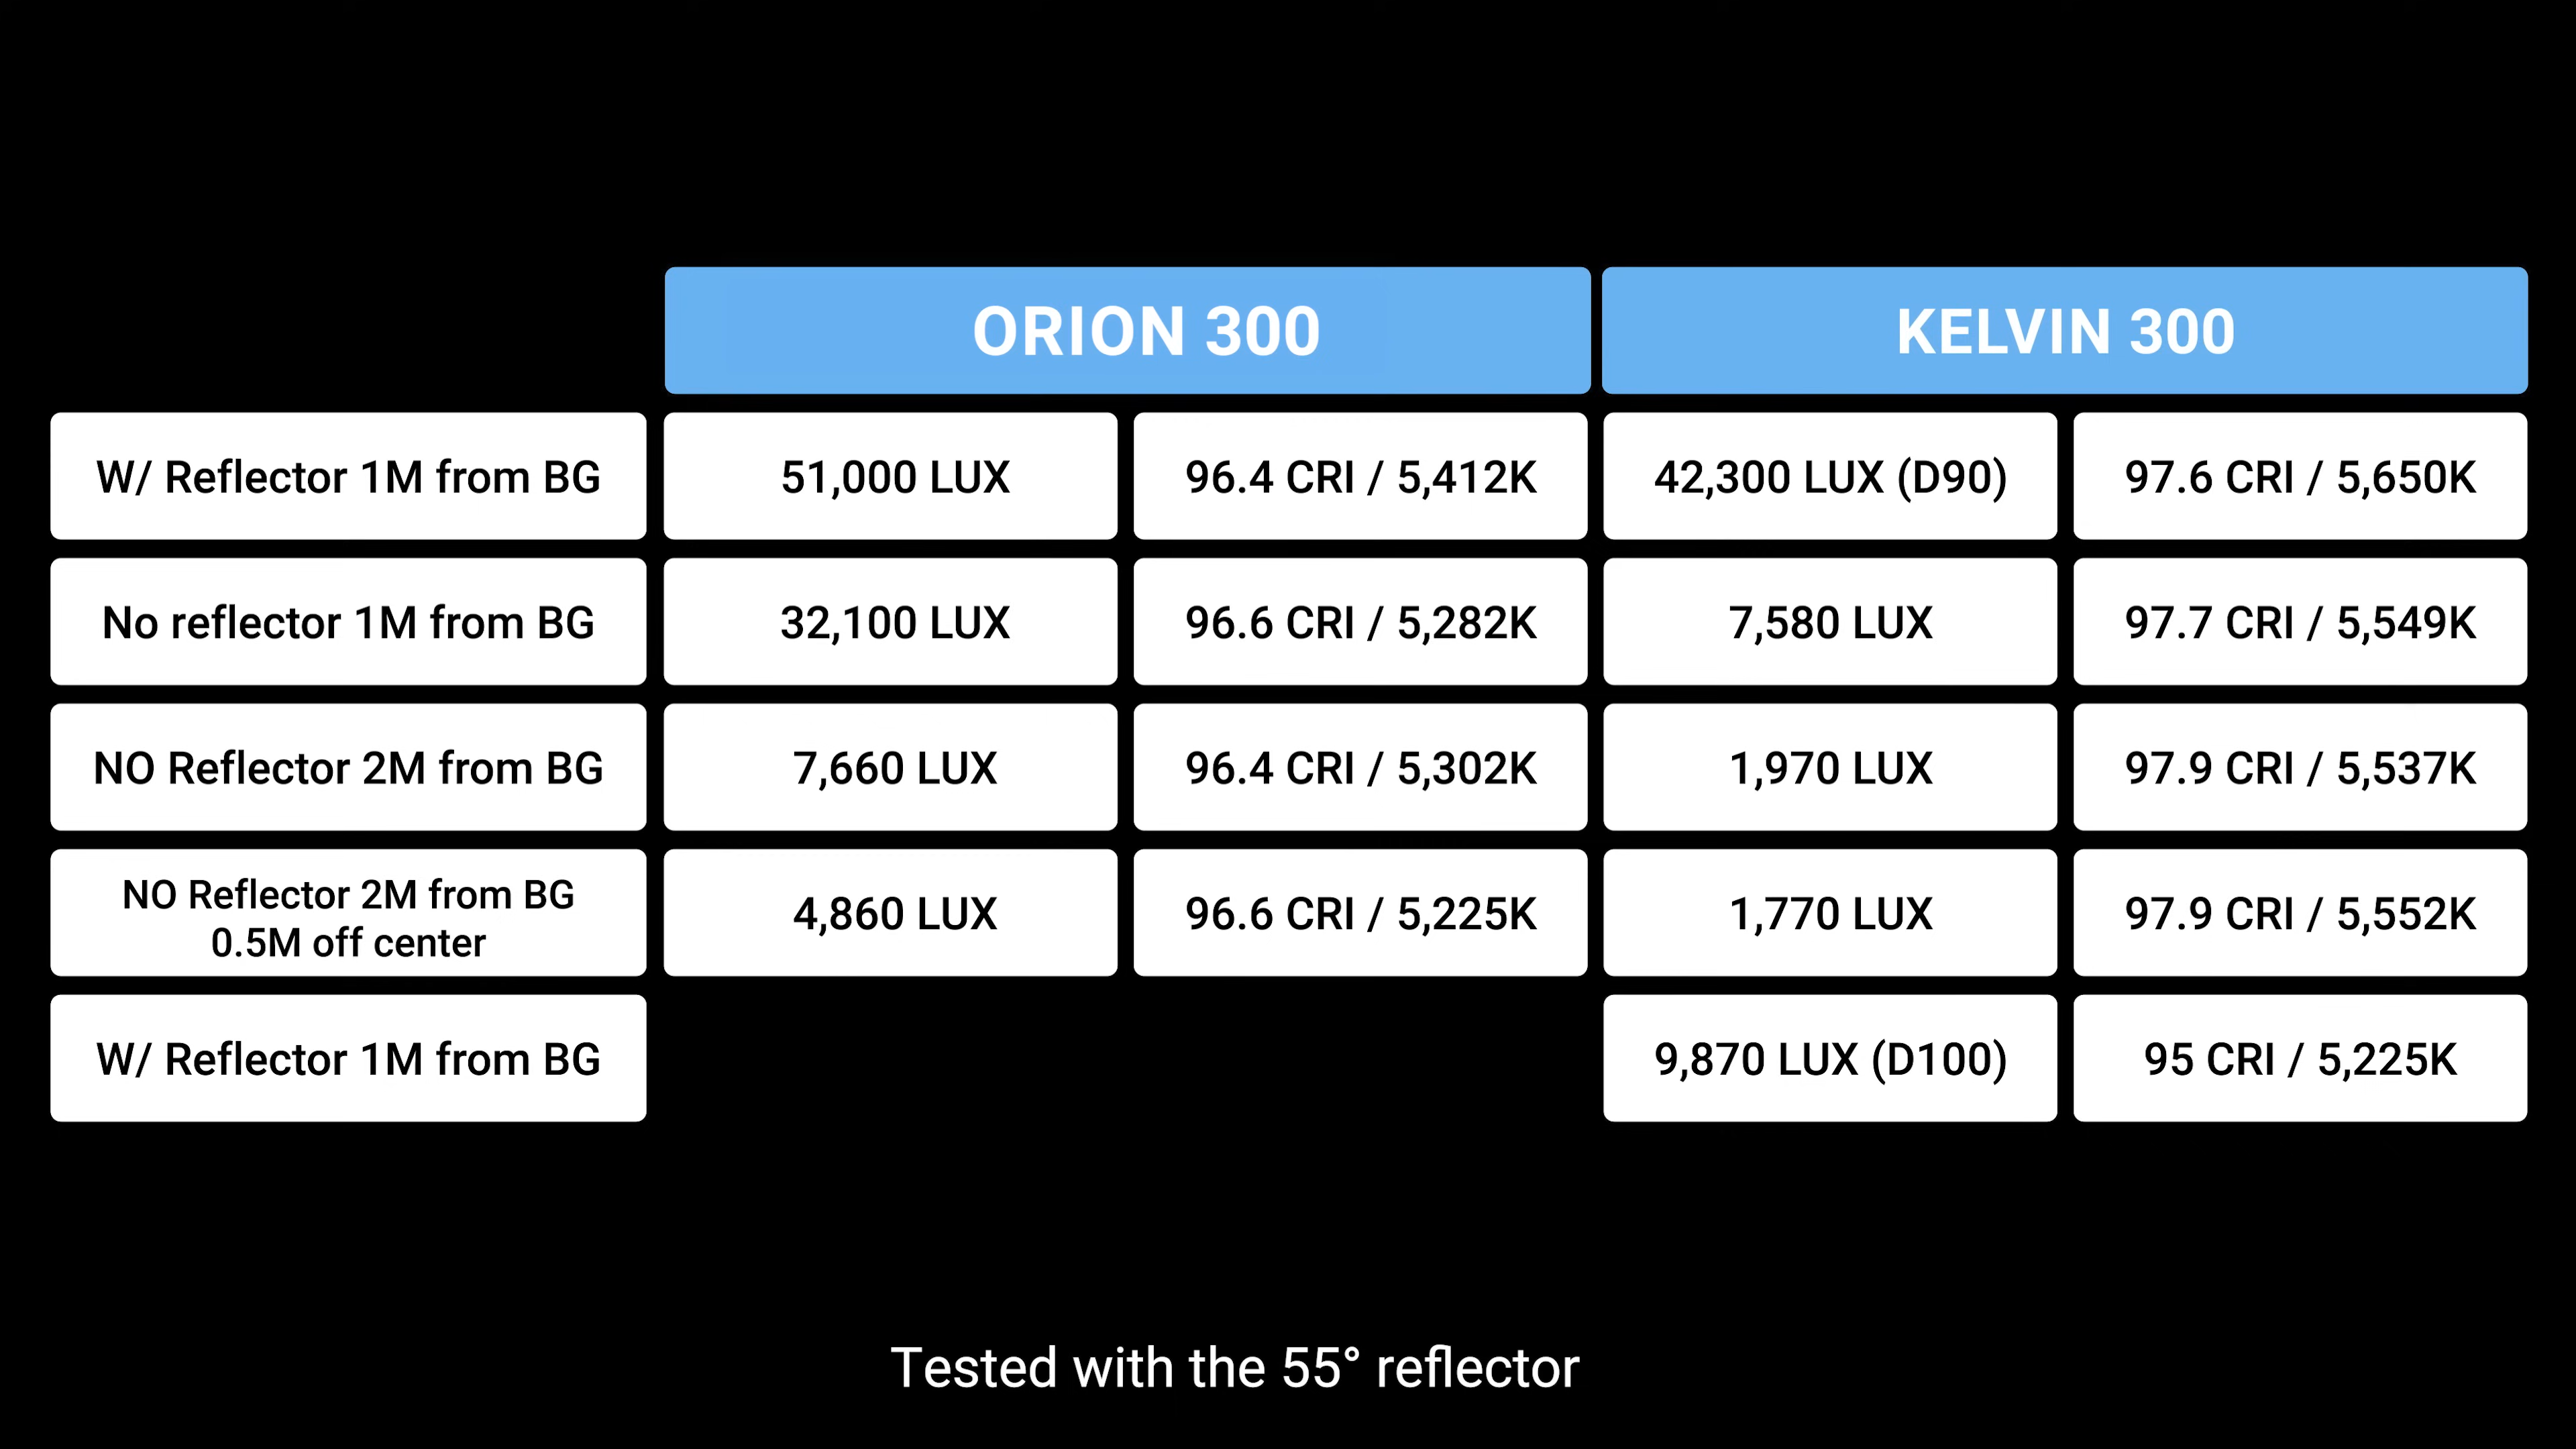 ORION 300
KELVIN 300
W/ Reflector 1M from BG
51,000 LUX
96.4 CRI / 5,412K
42,300 LUX (D90)
97.6 CRI / 5,650K
No reflector 1M from BG
32,100 LUX
96.6 CRI / 5,282K
7,580 LUX
97.7 CRI / 5,549K
NO Reflector 2M from BG
7,660 LUX
96.4 CRI / 5,302K
1,970 LUX
97.9 CRI / 5,537K
NO Reflector 2M from BG
0.5M off center
4,860 LUX
96.6 CRI / 5,225K
1,770 LUX
97.9 CRI / 5,552K
W/ Reflector 1M from BG
9,870 LUX (D100)
95 CRI / 5,225K
Tested with the 55° reflector